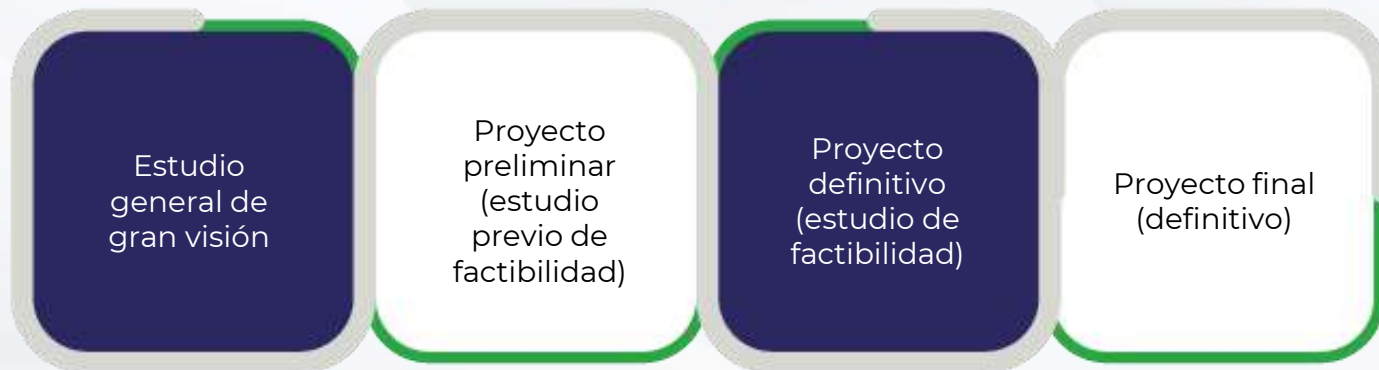 Estudio
general de
gran visión
Proyecto
preliminar
(estudio
previo de
factibilidad)
Proyecto
definitivo
(estudio de
factibilidad)
Proyecto final
(definitivo)